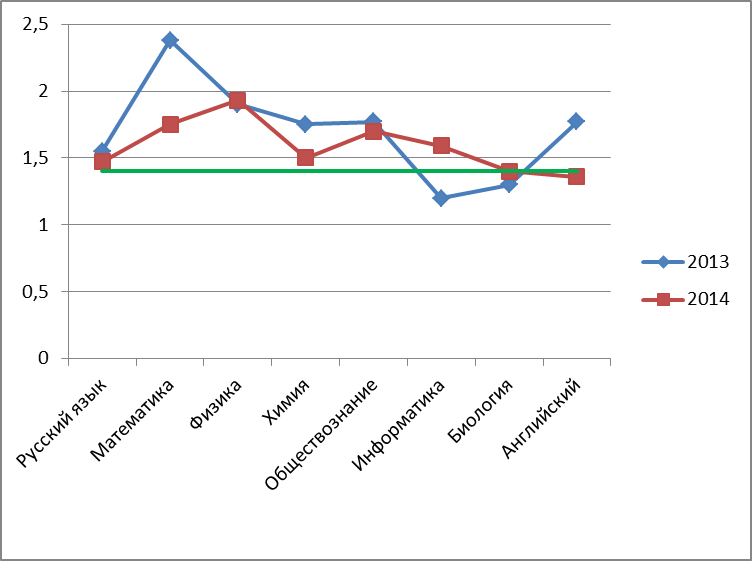 2,5
2
1,5
1
0,5
0
Русский язык
Математика
Физика
Химия
Обществознание
Информатика
Биология
Английский
2013
2014